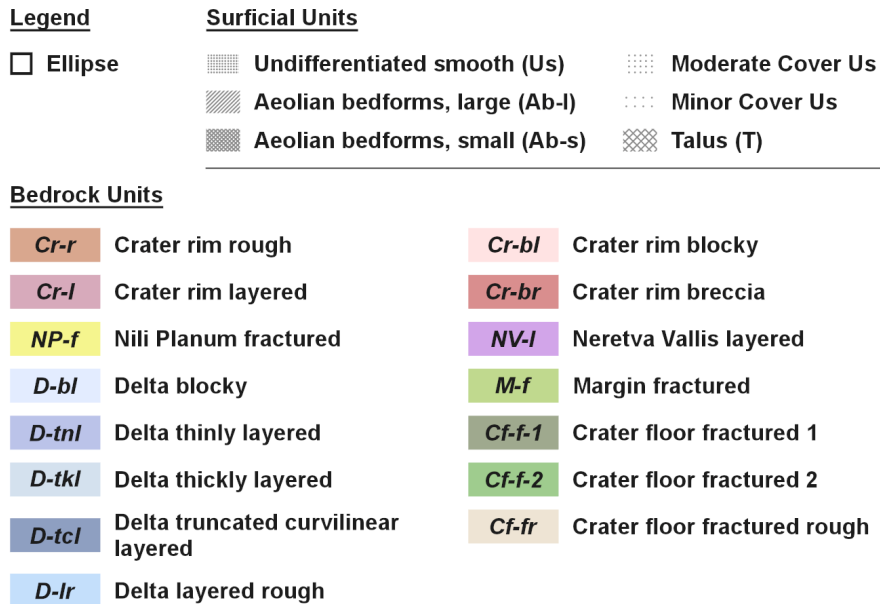 Legend
Ellipse
Surficial Units
Undifferentiated smooth (Us)
Aeolian bedforms, large (Ab-l)
Aeolian bedforms, small (Ab-s)
Moderate Cover Us
Minor Cover Us
Talus (T)
Bedrock Units
Cr-r Crater rim rough
Cr-l Crater rim layered
NP-f Nili Planum fractured
D-bl Delta blocky
D-tnl Delta thinly layered
D-tkl Delta thickly layered
D-tcl Delta truncated curvilinear
layered
D-lr Delta layered rough
Cr-bl Crater rim blocky
Cr-br Crater rim breccia
NV-l Neretva Vallis layered
M-f Margin fractured
Cf-f-1 Crater floor fractured 1
Cf-f-2 Crater floor fractured 2
Cf-fr Crater floor fractured rough